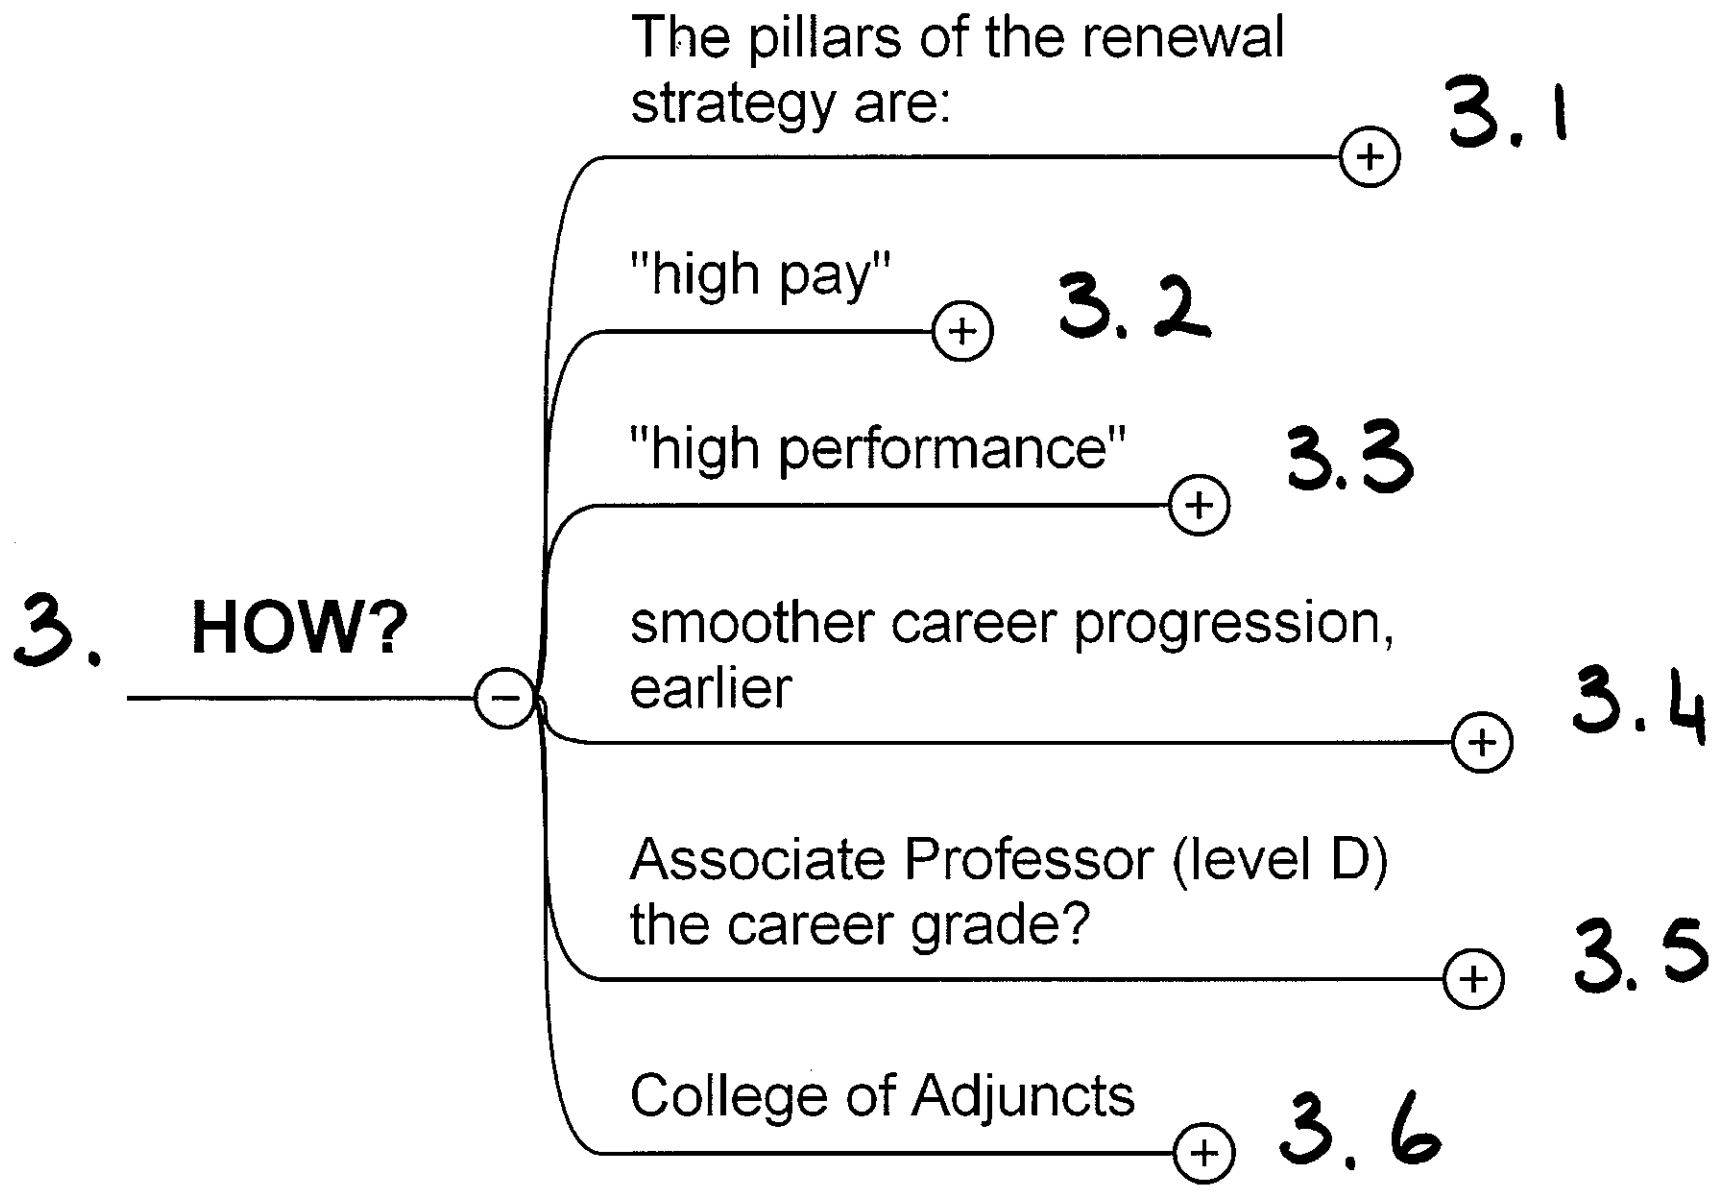 The pillars of the renewal
strategy are:
3.1
"high pay"
3.2
"high performance"
3.3
3. HOW?
smoother career progression,
earlier
3.4
Associate Professor (level D)
the career grade?
3.5
College of Adjuncts
3.6